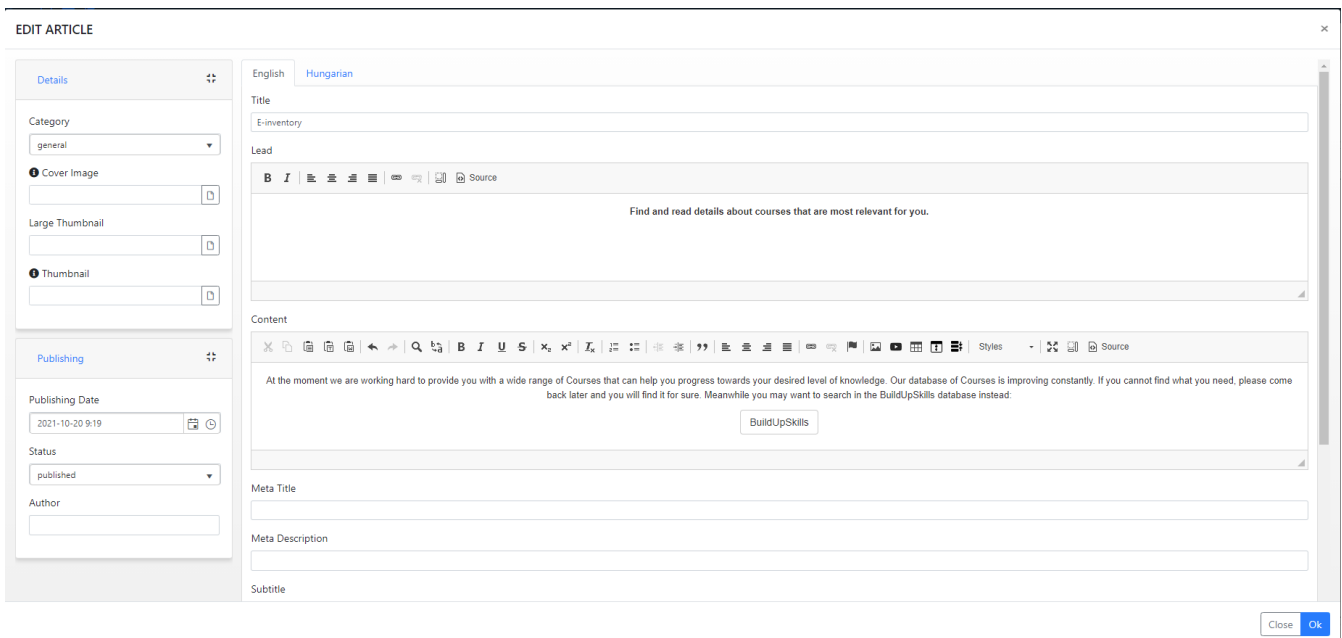 EDIT ARTICLE
×
Details
Category
general
Cover Image
Large Thumbnail
Thumbnail
Publishing
Publishing Date
2021-10-20 9:19
Status
published
Author
English Hungarian
Title
E-inventory
Lead
B I Source
Find and read details about courses that are most relevant for you.
Content
B I U S x₂ x² Iₓ Styles Source
At the moment we are working hard to provide you with a wide range of Courses that can help you progress towards your desired level of knowledge. Our database of Courses is improving constantly. If you cannot find what you need, please come
back later and you will find it for sure. Meanwhile you may want to search in the BuildUpSkills database instead:
BuildUpSkills
Meta Title
Meta Description
Subtitle
Close Ok